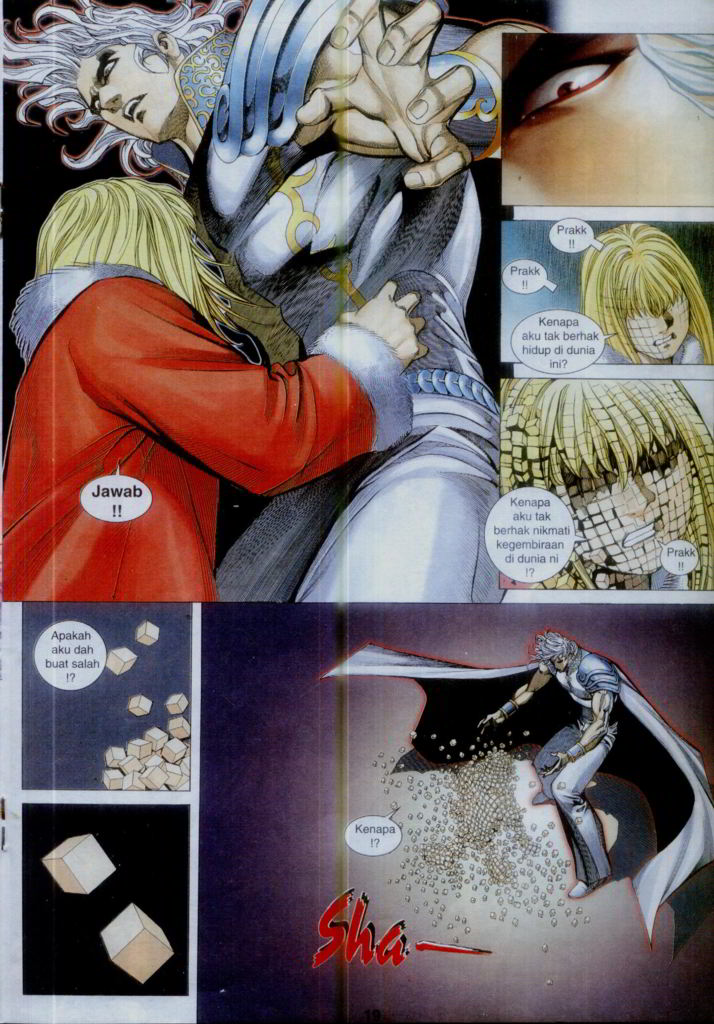 Jawab
!!
Prakk
!!
Prakk
!!
Kenapa
aku tak berhak
hidup di dunia
ini?
Kenapa
aku tak
berhak nikmati
kegembiraan
di dunia ni
!?
Prakk
!!
Apakah
aku dah
buat salah
!?
Kenapa
!?
Sha—
19